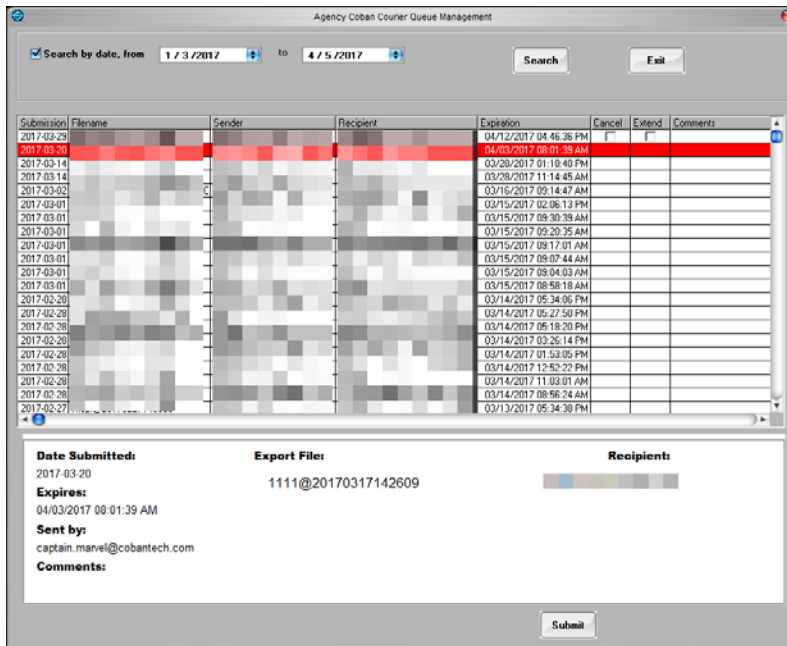 Agency Coban Courier Queue Management
Search by date, from 1 / 3 /2017 to 4 / 5 /2017 Search Exit
Submission Filename Sender Recipient Expiration Cancel Extend Comments
2017-03-29 04/12/2017 04:46:36 PM
2017-03-20 04/03/2017 08:01:39 AM
2017-03-14 03/28/2017 01:18:40 PM
2017-03-14 03/28/2017 11:14:45 AM
2017-03-02 03/16/2017 09:14:47 AM
2017-03-01 03/15/2017 02:06:13 PM
2017-03-01 03/15/2017 09:30:39 AM
2017-03-01 03/15/2017 09:20:35 AM
2017-03-01 03/15/2017 09:17:01 AM
2017-03-01 03/15/2017 09:07:44 AM
2017-03-01 03/15/2017 09:04:03 AM
2017-03-01 03/15/2017 08:58:18 AM
2017-02-28 03/14/2017 05:34:06 PM
2017-02-28 03/14/2017 05:27:50 PM
2017-02-28 03/14/2017 05:18:20 PM
2017-02-28 03/14/2017 03:26:14 PM
2017-02-28 03/14/2017 01:53:05 PM
2017-02-28 03/14/2017 12:52:22 PM
2017-02-28 03/14/2017 11:03:01 AM
2017-02-28 03/14/2017 08:56:24 AM
2017-02-27 03/13/2017 05:34:38 PM
Date Submitted: Export File: Recipient:
2017-03-20
1111@20170317142609
Expires:
04/03/2017 08:01:39 AM
Sent by:
captain.marvel@cobantech.com
Comments:
Submit